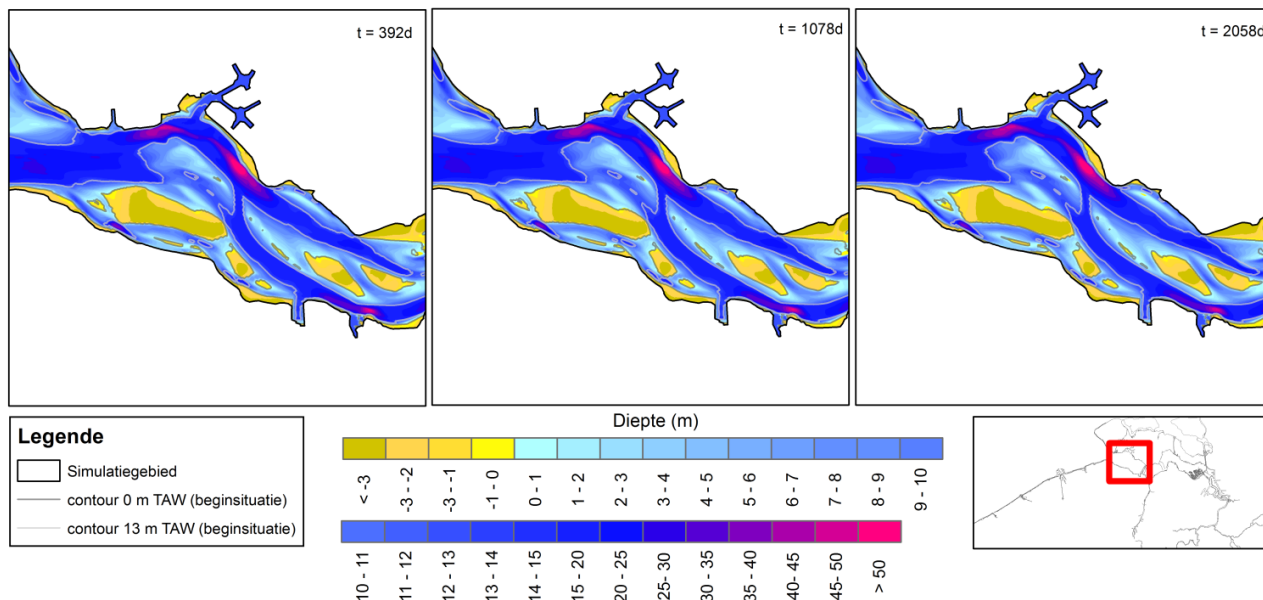 t = 392d
t = 1078d
t = 2058d
Legende
Simulatiegebied
contour 0 m TAW (beginsituatie)
contour 13 m TAW (beginsituatie)
Diepte (m)
< -3
-3 - -2
-3 - -1
-1 - 0
0 - 1
1 - 2
2 - 3
3 - 4
4 - 5
5 - 6
6 - 7
7 - 8
8 - 9
9 - 10
10 - 11
11 - 12
12 - 13
13 - 14
14 - 15
15 - 20
20 - 25
25- 30
30 - 35
35 - 40
40- 45
45- 50
> 50